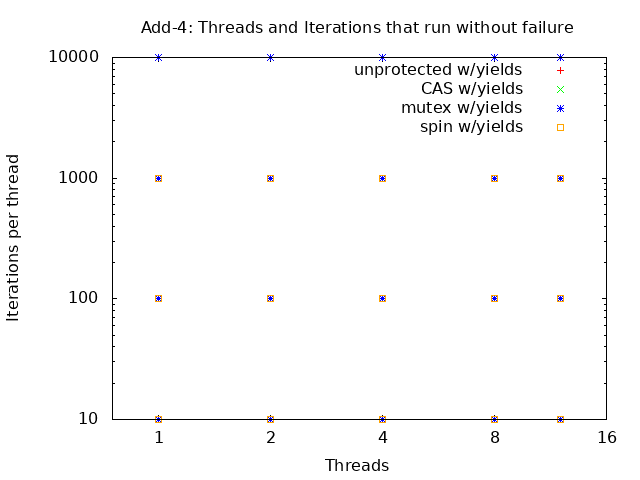 Add-4: Threads and Iterations that run without failure
10000
unprotected w/yields
CAS w/yields
mutex w/yields
spin w/yields
1000
100
10
Iterations per thread
1 2 4 8 16
Threads